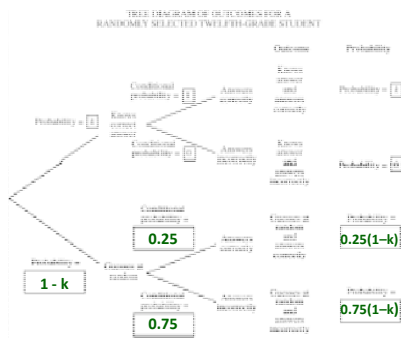 TREE DIAGRAM OF OUTCOMES FOR A
RANDOMLY SELECTED TWELFTH-GRADE STUDENT
Outcome
Probability
Conditional
probability = 1
Answers
correctly
Knows
answer
and
answers
correctly
Probability =
Probability =
Knows
correct
answer
Conditional
probability = 0
Answers
incorrectly
Knows
answer
and
answers
incorrectly
Probability = 0
Conditional
probability =
0.25
Answers
correctly
Guesses at
random
and
answers
correctly
Probability =
0.25(1–k)
Probability =
1 - k
Guesses at
random
Conditional
probability =
0.75
Answers
incorrectly
Guesses at
random
and
answers
incorrectly
Probability =
0.75(1–k)